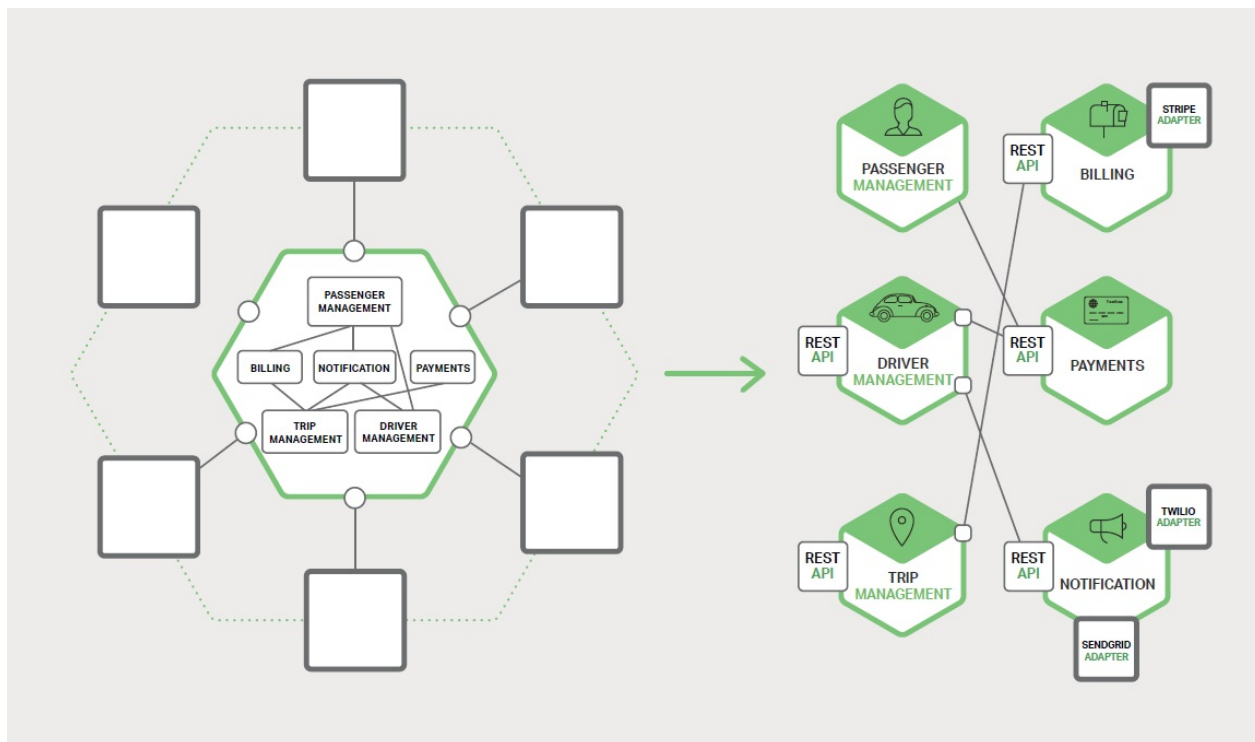 PASSENGER
MANAGEMENT
BILLING
NOTIFICATION
PAYMENTS
TRIP
MANAGEMENT
DRIVER
MANAGEMENT
PASSENGER
MANAGEMENT
REST
API
BILLING
STRIPE
ADAPTER
REST
API
DRIVER
MANAGEMENT
REST
API
PAYMENTS
REST
API
TRIP
MANAGEMENT
REST
API
NOTIFICATION
TWILIO
ADAPTER
SENDGRID
ADAPTER